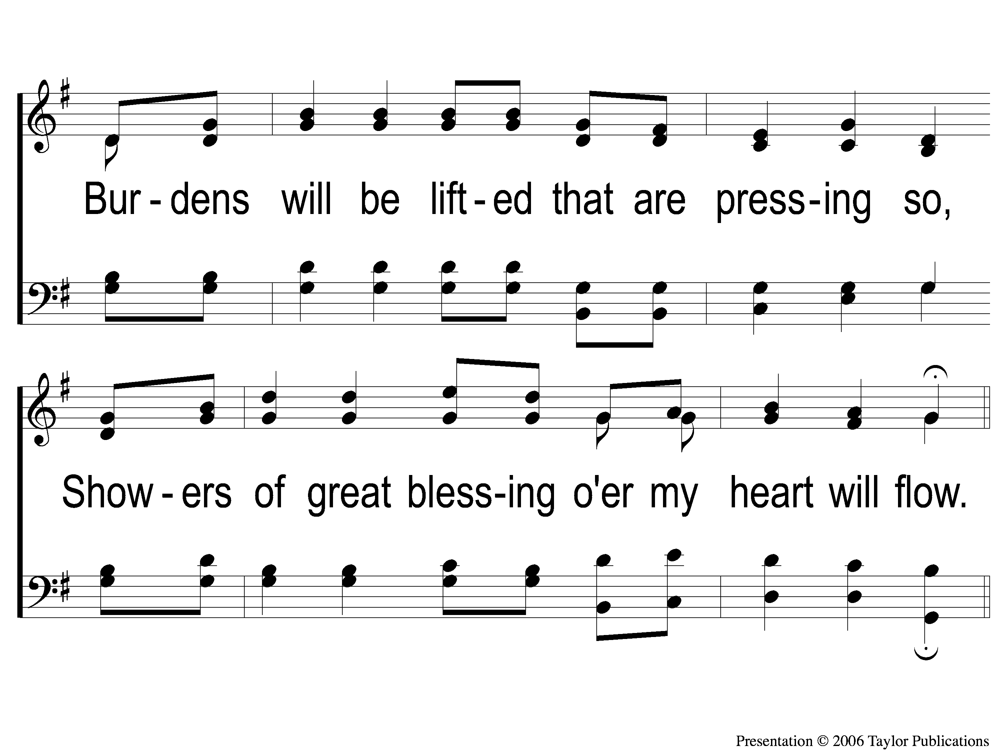 Bur - dens will be lift - ed that are press-ing so,
Show - ers of great bless-ing o'er my heart will flow.
Presentation © 2006 Taylor Publications